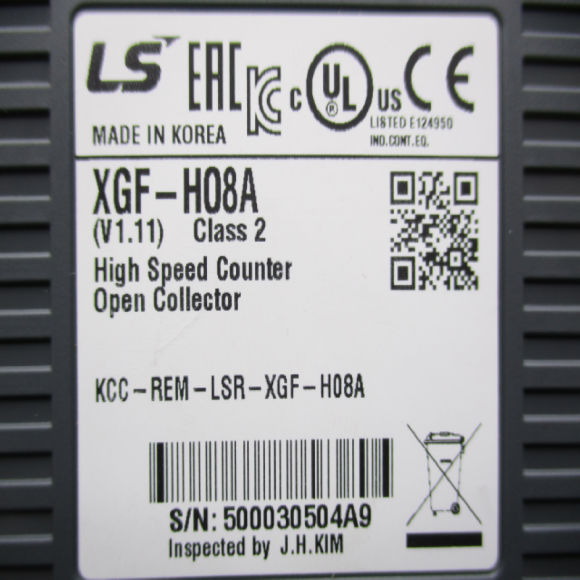 LS EAC KC c UL ® US CE
LISTED E124950
IND.CONT.EQ.
MADE IN KOREA
XGF-H08A
(V1.11) Class 2
High Speed Counter
Open Collector
KCC-REM-LSR-XGF-H08A
S/N: 500030504A9
Inspected by J.H.KIM